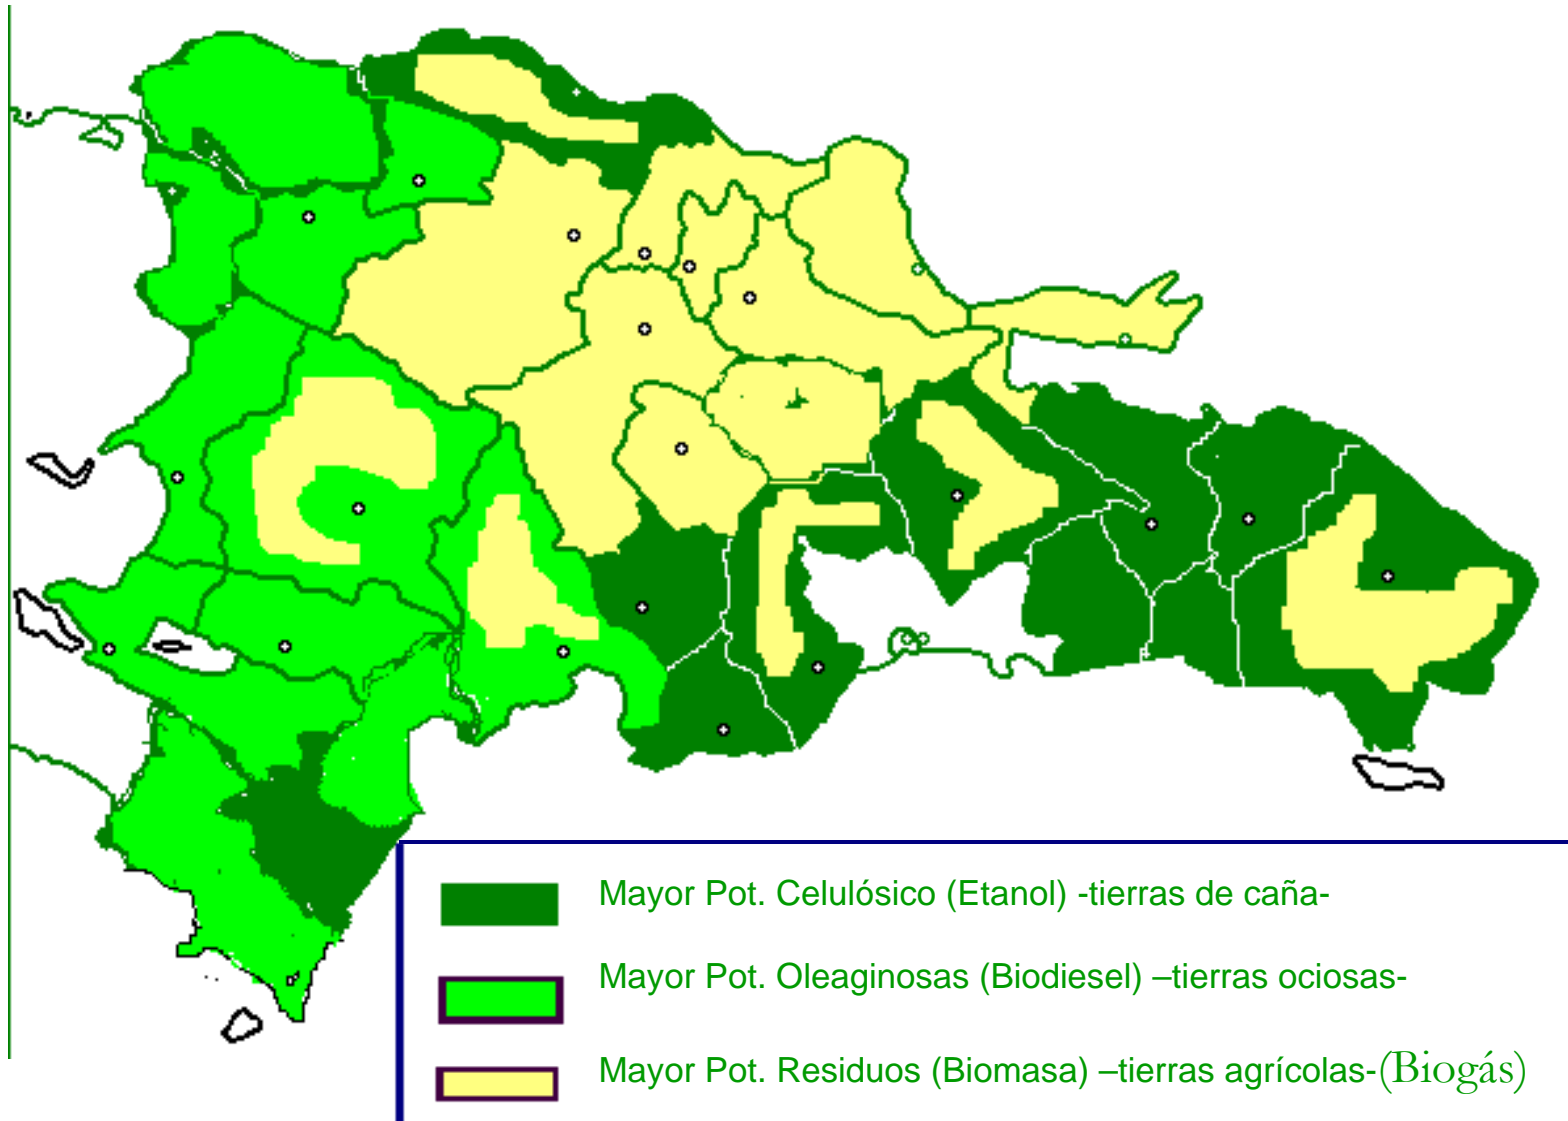 Mayor Pot. Celulósico (Etanol) -tierras de caña-
Mayor Pot. Oleaginosas (Biodiesel) –tierras ociosas-
Mayor Pot. Residuos (Biomasa) –tierras agrícolas-(Biogás)